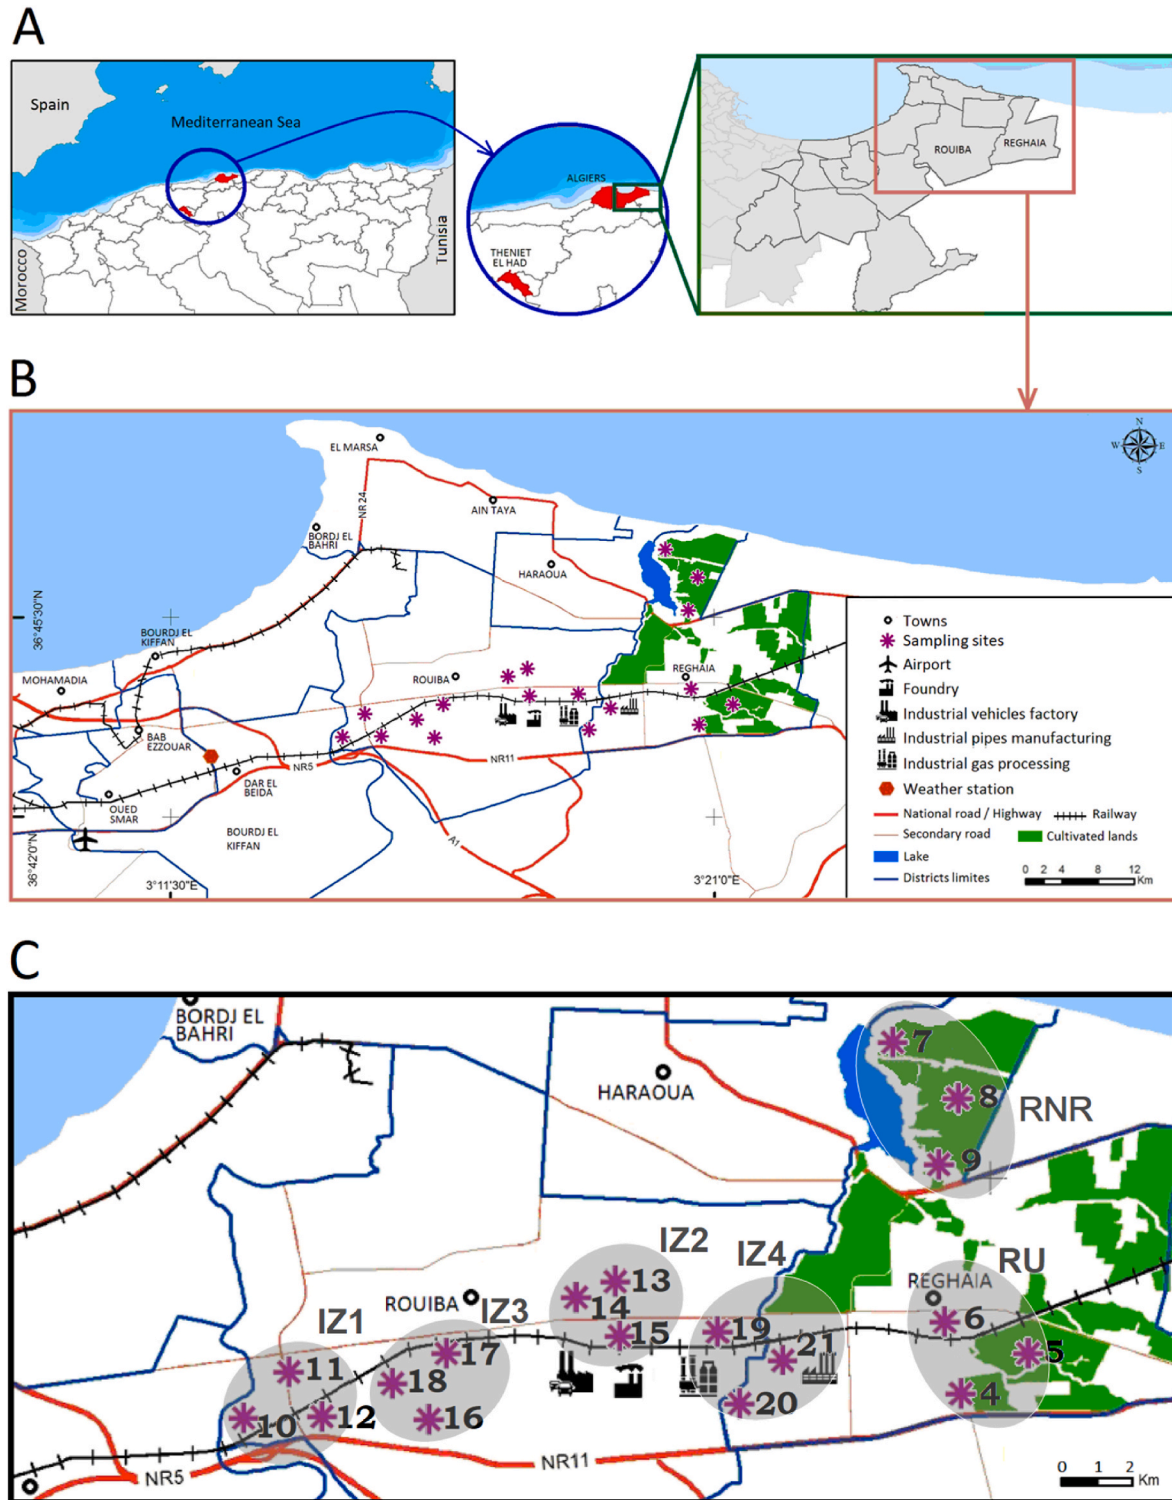 A
Spain
Mediterranean Sea
Morocco
Tunisia
ALGIERS
THENIET
EL HAD
ROUIBA
REGHAIA
B
EL MARSA
NR 24
AIN TAYA
BORDJ EL
BAHRI
HARAOUA
N
W
E
S
36°45'30"N
BOURDJ EL
KIFFAN
MOHAMADIA
ROUIBA
REGHAIA
BAB
EZZOUAR
NR5
NR11
DAR EL
BEIDA
OUED
SMAR
BOURDJ EL
KIFFAN
A1
36°42'0"N
3°11'30"E
3°21'0"E
Towns
Sampling sites
Airport
Foundry
Industrial vehicles factory
Industrial pipes manufacturing
Industrial gas processing
Weather station
National road / Highway
Railway
Secondary road
Cultivated lands
Lake
Districts limites
0 2 4 8 12
Km
C
BORDJ EL
BAHRI
HARAOUA
7
8
RNR
9
IZ2
IZ4
RU
REGHAIA
13
14
15
ROUIBA
IZ3
IZ1
6
19
21
5
17
11
18
4
20
10
12
16
NR5
NR11
0 1 2
Km